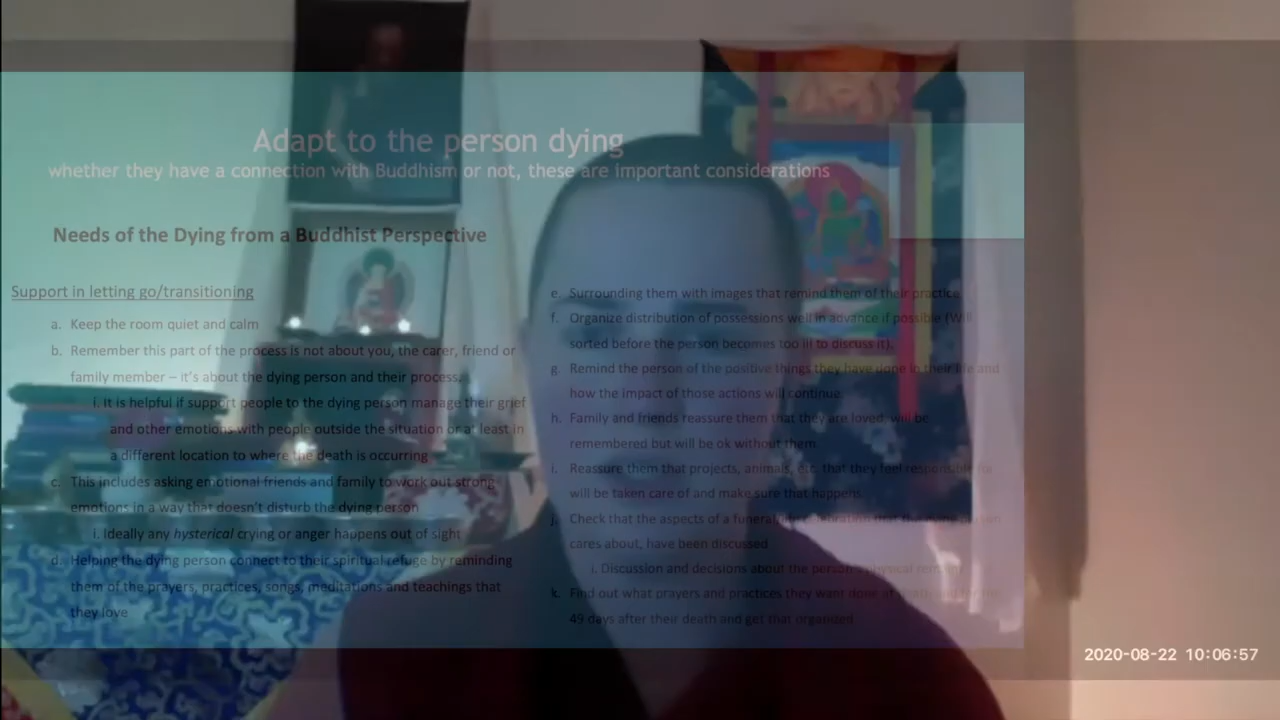 Adapt to the person dying
whether they have a connection with Buddhism or not, these are important considerations
Needs of the Dying from a Buddhist Perspective
Support in letting go/transitioning
a. Keep the room quiet and calm
b. Remember this part of the process is not about you, the carer, friend or
family member – it's about the dying person and their process.
i. It is helpful if support people to the dying person manage their grief
and other emotions with people outside the situation or at least in
a different location to where the death is occurring
c. This includes asking emotional friends and family to work out strong
emotions in a way that doesn't disturb the dying person
i. Ideally any hysterical crying or anger happens out of sight
d. Helping the dying person connect to their spiritual refuge by reminding
them of the prayers, practices, songs, meditations and teachings that
they love
e. Surrounding them with images that remind them of their practice
f. Organize distribution of possessions well in advance if possible (Will
sorted before the person becomes too ill to discuss it).
g. Remind the person of the positive things they have done in their life and
how the impact of those actions will continue.
h. Family and friends reassure them that they are loved, will be
remembered but will be ok without them.
i. Reassure them that projects, animals, etc. that they feel responsible for
will be taken care of and make sure that happens.
j. Check that the aspects of a funeral that the
cares about, have been discussed
i. Discussion and decisions about the person's physical remains
k. Find out what prayers and practices they want done at and for the
49 days after their death and get that organized
2020-08-22 10:06:57